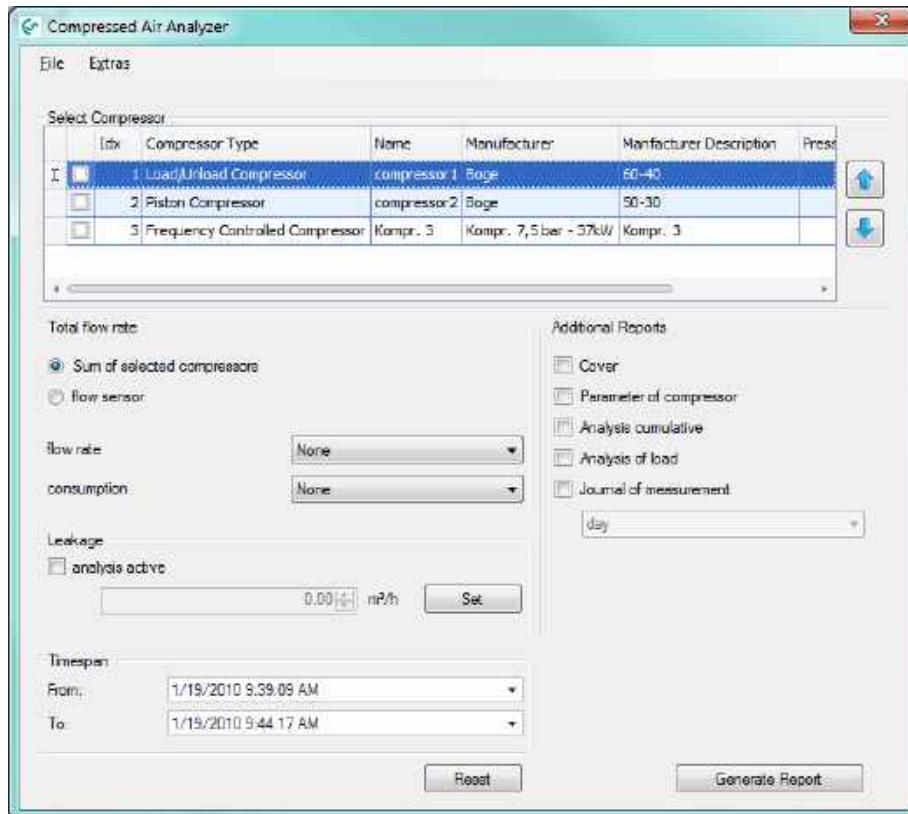 Compressed Air Analyzer
File Extras
Select Compressor
Idx Compressor Type Name Manufacturer Manfacturer Description Press
1 Load/Unload Compressor compressor1 Boge 60-40
2 Piston Compressor compressor2 Boge 50-30
3 Frequency Controlled Compressor Kompr. 3 Kompr. 7,5 bar - 37kW Kompr. 3
Total flow rate
Additional Reports
Sum of selected compressors
Cover
flow sensor
Parameter of compressor
Analysis cumulative
flow rate None
Analysis of load
consumption None
Journal of measurement
day
Leakage
analysis active
0.00 m³/h Set
Timespan
From: 1/19/2010 9:39:09 AM
To: 1/19/2010 9:44:17 AM
Reset Generate Report